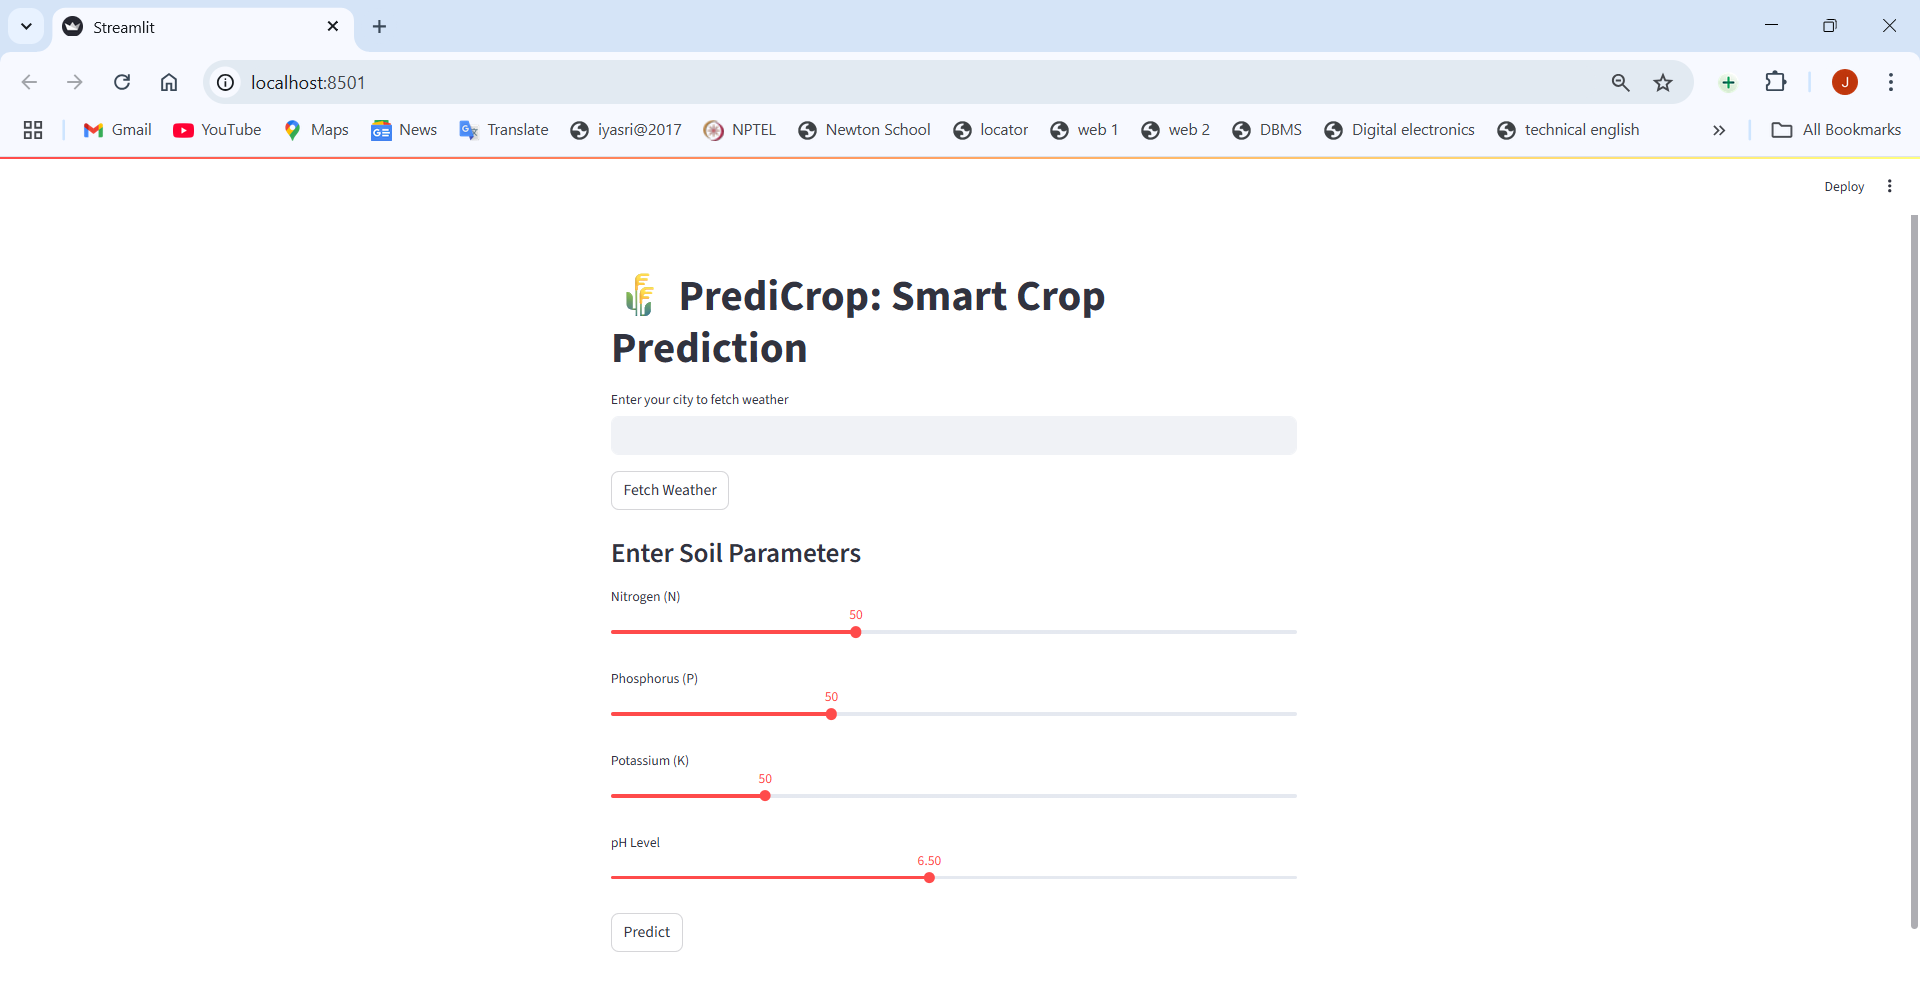 Streamlit
localhost:8501
J
Gmail YouTube Maps News Translate iyasri@2017 NPTEL Newton School locator web 1 web 2 DBMS Digital electronics technical english » All Bookmarks
Deploy
PrediCrop: Smart Crop
Prediction
Enter your city to fetch weather
Fetch Weather
Enter Soil Parameters
Nitrogen (N)
50
Phosphorus (P)
50
Potassium (K)
50
pH Level
6.50
Predict